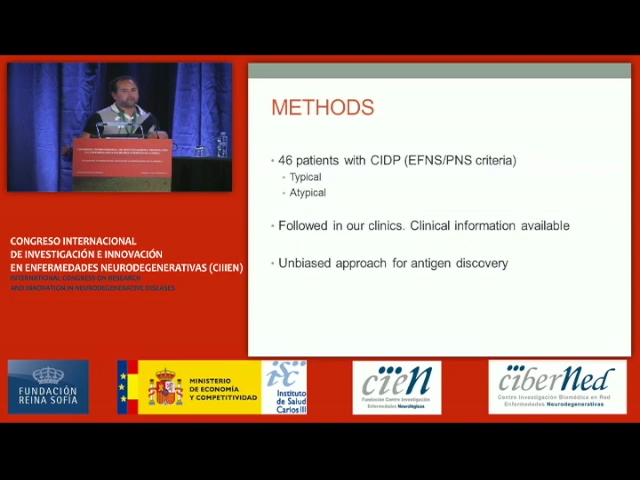 METHODS
46 patients with CIDP (EFNS/PNS criteria)
Typical
Atypical
Followed in our clinics. Clinical information available
Unbiased approach for antigen discovery
CONGRESO INTERNACIONAL
DE INVESTIGACIÓN E INNOVACIÓN
EN ENFERMEDADES NEURODEGENERATIVAS (CIIIEN)
INTERNATIONAL CONGRESS ON RESEARCH
AND INNOVATION IN NEURODEGENERATIVE DISEASES
FUNDACIÓN
REINA SOFÍA
MINISTERIO
DE ECONOMÍA
Y COMPETITIVIDAD
Instituto
de Salud
Carlos III
cien
Fundación Centro Investigación
Enfermedades Neurológicas
ciberned
Centro Investigación Biomédica en Red
Enfermedades Neurodegenerativas